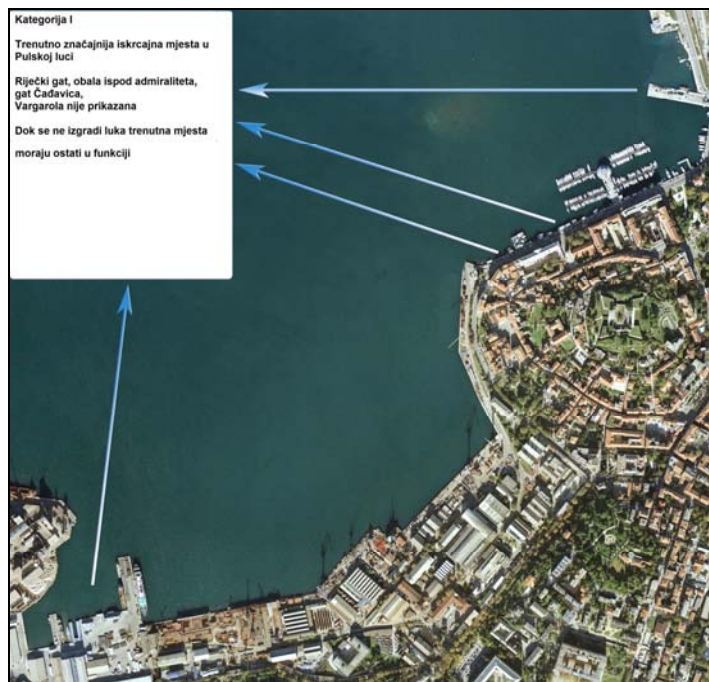 Kategorija I
Trenutno značajnija iskrcajna mjesta u
Pulskoj luci
Riječki gat, obala ispod admiraliteta,
gat Čađavica,
Vargarola nije prikazana
Dok se ne izgradi luka trenutna mjesta
moraju ostati u funkciji